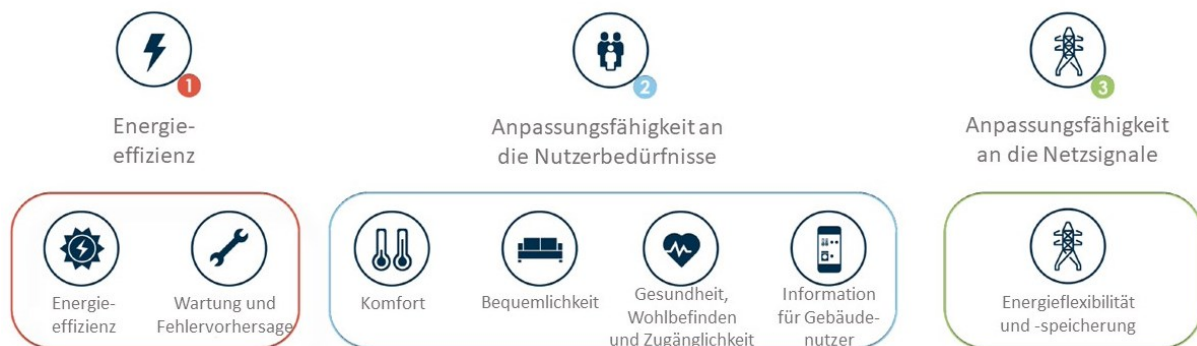 1
Energie-
effizienz
2
Anpassungsfähigkeit an
die Nutzerbedürfnisse
3
Anpassungsfähigkeit
an die Netzsignale
Energie-
effizienz
Wartung und
Fehlervorhersage
Komfort
Bequemlichkeit
Gesundheit,
Wohlbefinden
und Zugänglichkeit
Information
für Gebäude-
nutzer
Energieflexibilität
und -speicherung